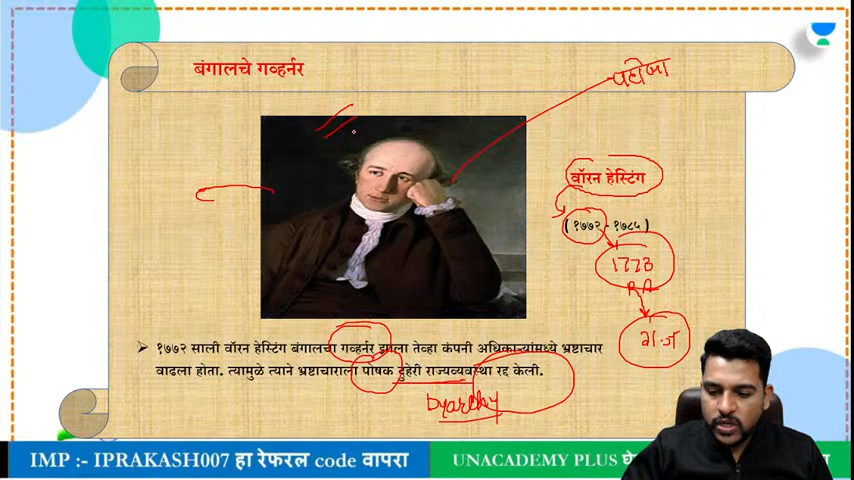 बंगालचे गव्हर्नर
पहीला
वॉरन हेस्टिंग
( १७७२ - १७८५ )
1773
RA
ग.ज
१७७२ साली वॉरन हेस्टिंग बंगालचा गव्हर्नर झाला तेव्हा कंपनी अधिकाऱ्यांमध्ये भ्रष्टाचार
वाढला होता. त्यामुळे त्याने भ्रष्टाचाराला पोषक दुहेरी राज्यव्यवस्था रद्द केली.
IMP :- IPRAKASH007 हा रेफरल code वापरा
UNACADEMY PLUS